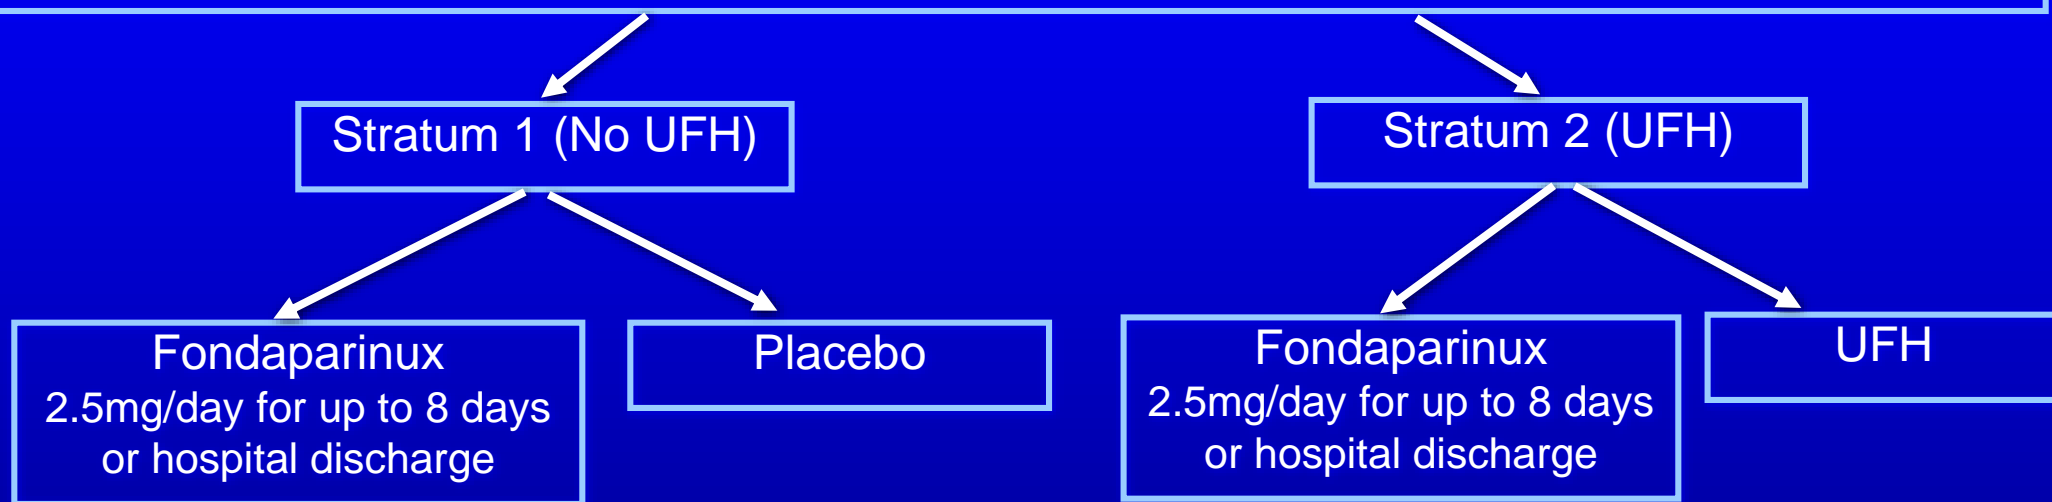 Stratum 1 (No UFH)
Stratum 2 (UFH)
Fondaparinux
2.5mg/day for up to 8 days
or hospital discharge
Placebo
Fondaparinux
2.5mg/day for up to 8 days
or hospital discharge
UFH